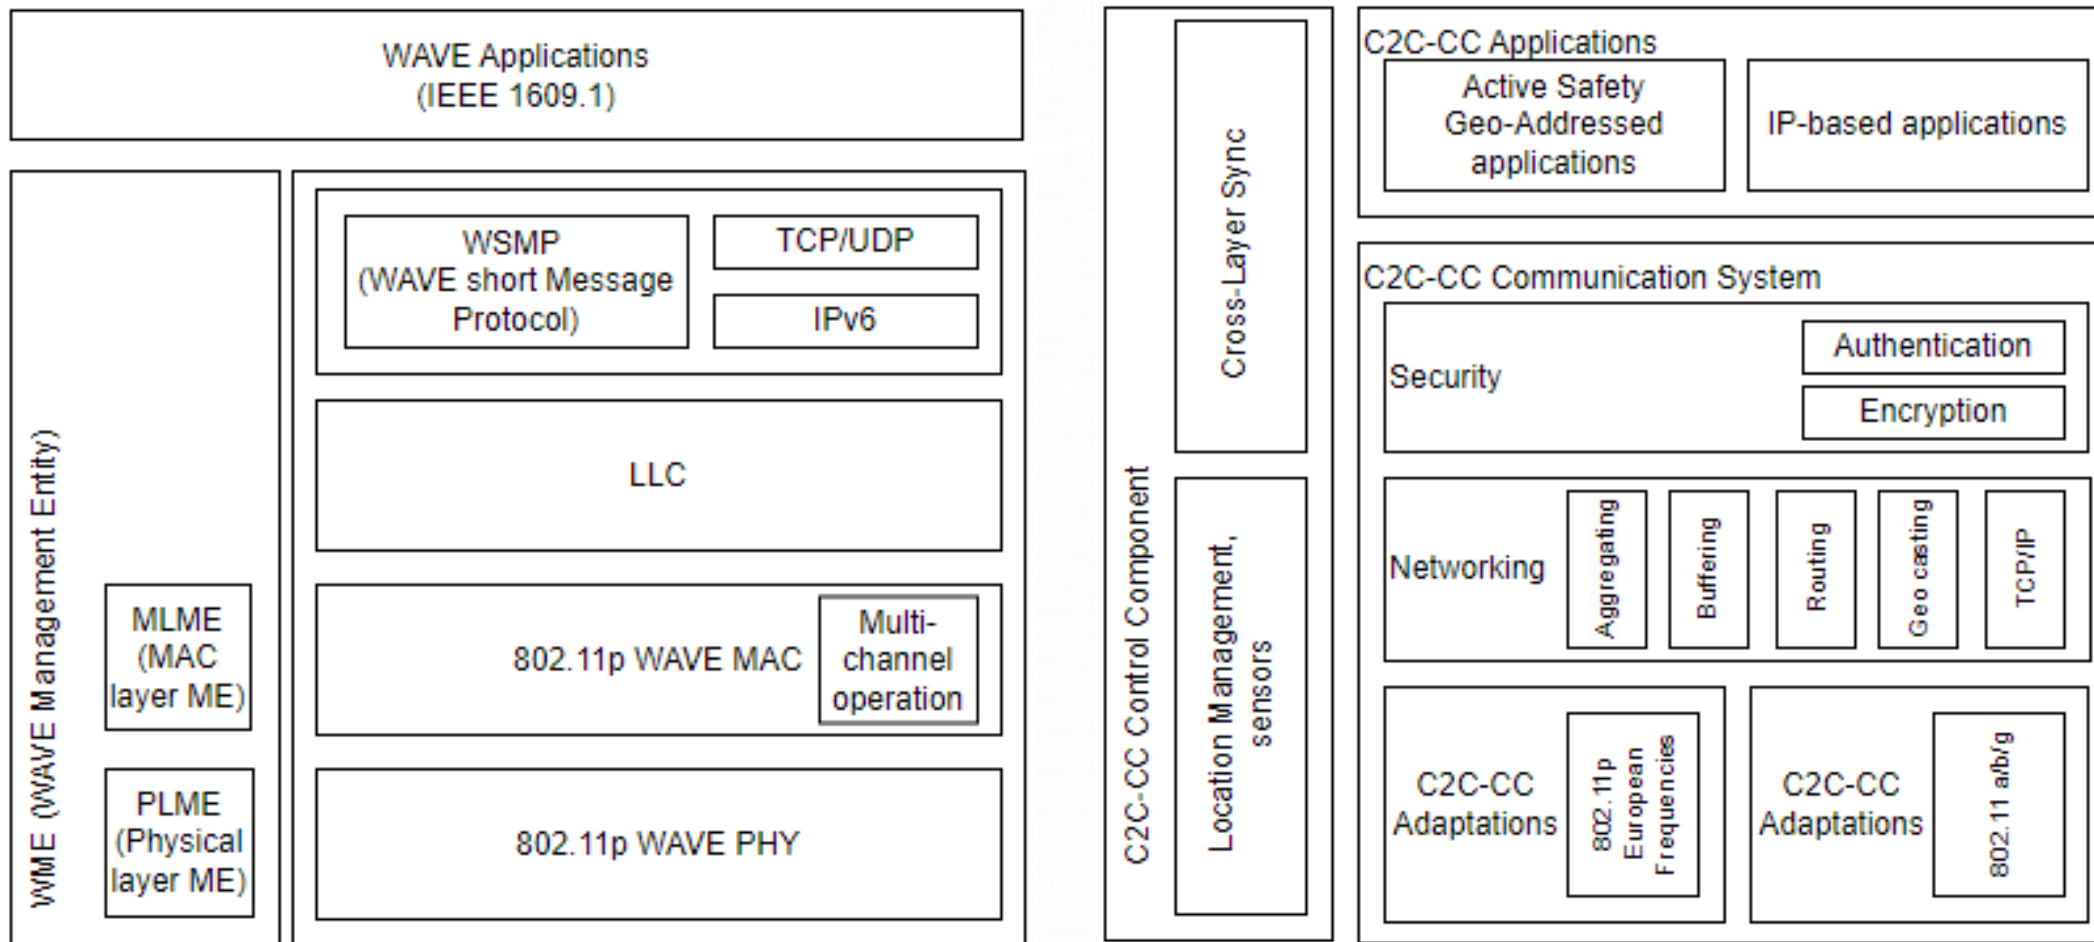 WAVE Applications
(IEEE 1609.1)
WME (WAVE Management Entity)
MLME
(MAC
layer ME)
PLME
(Physical
layer ME)
WSMP
(WAVE short Message
Protocol)
TCP/UDP
IPv6
LLC
802.11p WAVE MAC
Multi-
channel
operation
802.11p WAVE PHY
C2C-CC Control Component
Cross-Layer Sync
Location Management,
sensors
C2C-CC Applications
Active Safety
Geo-Addressed
applications
IP-based applications
C2C-CC Communication System
Security
Authentication
Encryption
Networking
Aggregating
Buffering
Routing
Geo casting
TCP/IP
C2C-CC
Adaptations
802.11p
European
Frequencies
C2C-CC
Adaptations
802.11 a/b/g